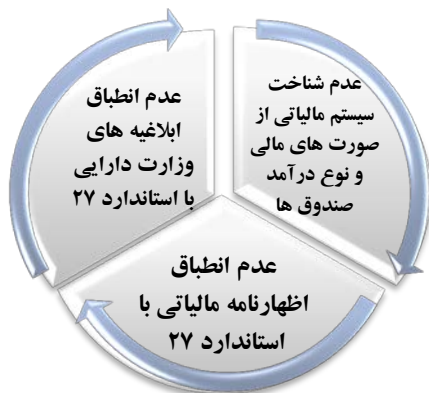 عدم شناخت
سیستم مالیاتی از
صورت های مالی
و نوع درآمد
صندوق ها
عدم انطباق
اظهارنامه مالیاتی با
استاندارد ۲۷
عدم انطباق
ابلاغیه های
وزارت دارایی
با استاندارد ۲۷